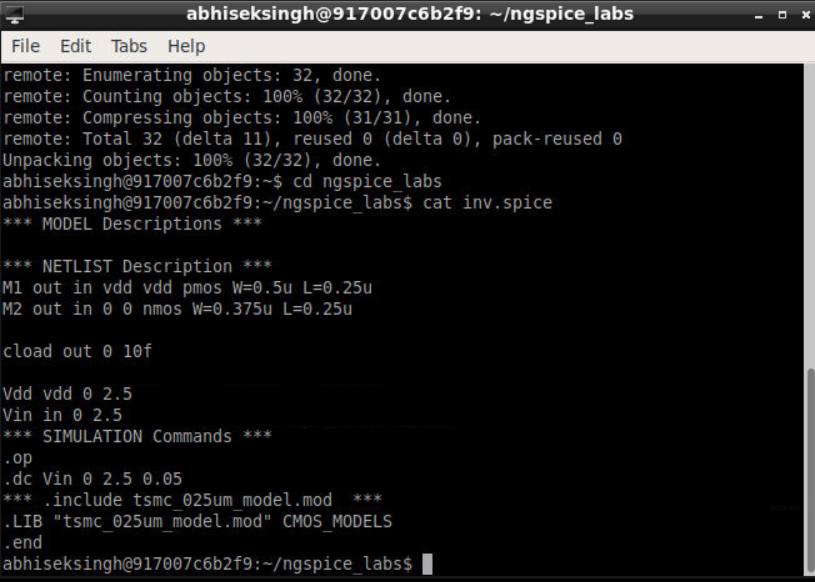 abhiseksingh@917007c6b2f9: ~/ngspice_labs
File Edit Tabs Help
remote: Enumerating objects: 32, done.
remote: Counting objects: 100% (32/32), done.
remote: Compressing objects: 100% (31/31), done.
remote: Total 32 (delta 11), reused 0 (delta 0), pack-reused 0
Unpacking objects: 100% (32/32), done.
abhiseksingh@917007c6b2f9:~$ cd ngspice_labs
abhiseksingh@917007c6b2f9:~/ngspice_labs$ cat inv.spice
*** MODEL Descriptions ***
*** NETLIST Description ***
M1 out in vdd vdd pmos W=0.5u L=0.25u
M2 out in 0 0 nmos W=0.375u L=0.25u
cload out 0 10f
Vdd vdd 0 2.5
Vin in 0 2.5
*** SIMULATION Commands ***
.op
.dc Vin 0 2.5 0.05
*** .include tsmc_025um_model.mod  ***
.LIB "tsmc_025um_model.mod" CMOS_MODELS
.end
abhiseksingh@917007c6b2f9:~/ngspice_labs$